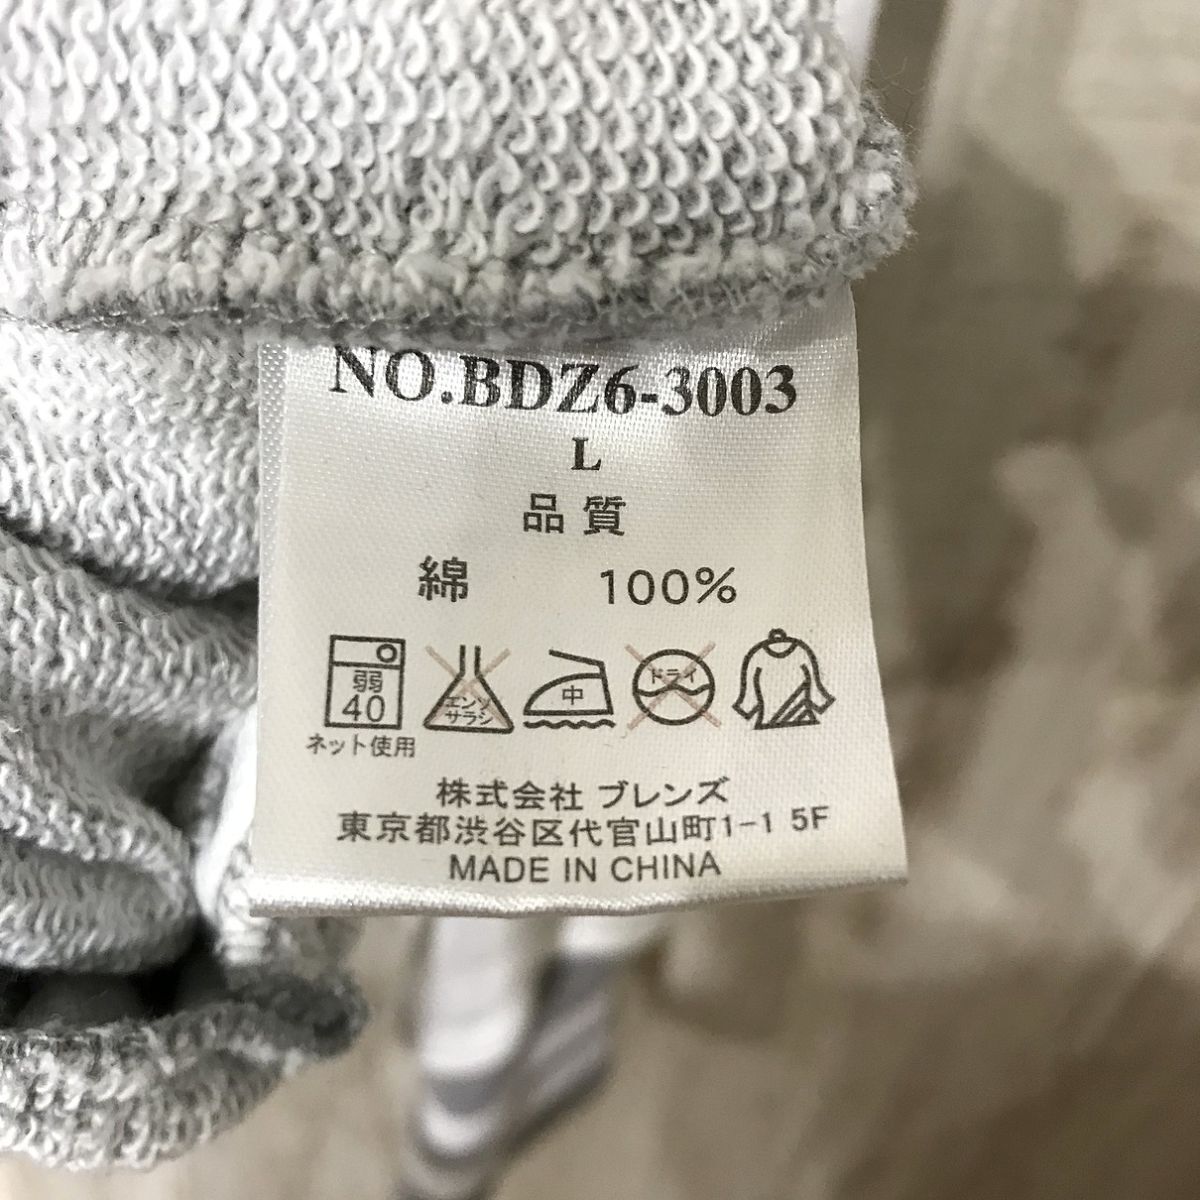 NO.BDZ6-3003
L
品質
綿 100%
弱 40 エンソサラシ 中 ドライ
ネット使用
株式会社 ブレンズ
東京都渋谷区代官山町1-1 5F
MADE IN CHINA